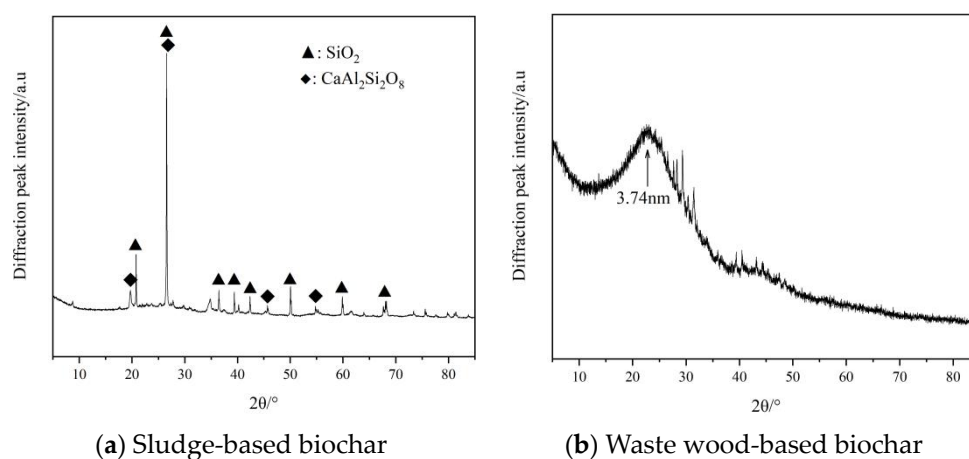 Diffraction peak intensity/a.u
▲: SiO₂
◆: CaAl₂Si₂O₈
10 20 30 40 50 60 70 80
2θ/°
(a) Sludge-based biochar
Diffraction peak intensity/a.u
3.74nm
10 20 30 40 50 60 70 80
2θ/°
(b) Waste wood-based biochar